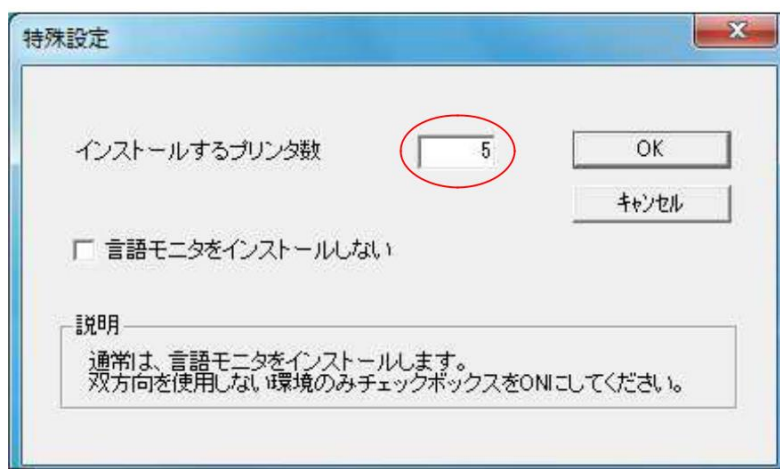 特殊設定
インストールするプリンタ数
5
OK
キャンセル
言語モニタをインストールしない
説明
通常は、言語モニタをインストールします。
双方向を使用しない環境のみチェックボックスをONにしてください。